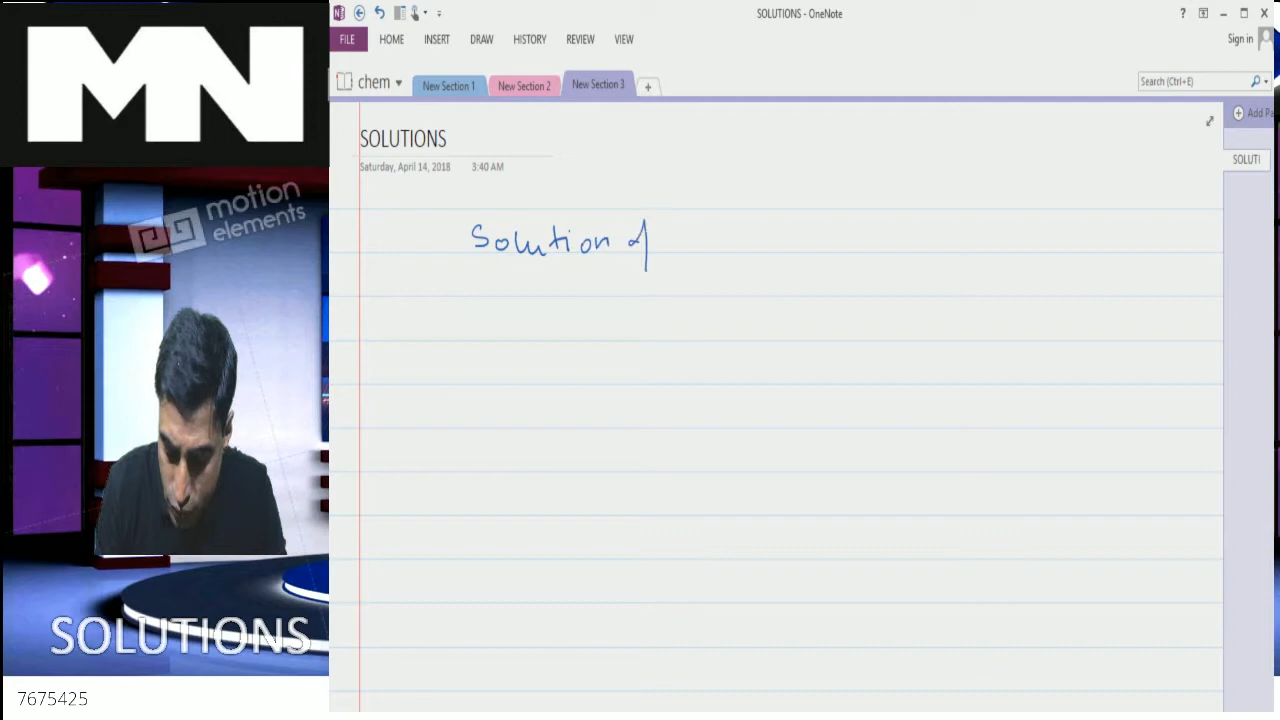 MN
SOLUTIONS - OneNote
?
FILE HOME INSERT DRAW HISTORY REVIEW VIEW
Sign in
chem New Section 1 New Section 2 New Section 3 +
Search (Ctrl+E)
Add Pa
SOLUTIONS
Saturday, April 14, 2018 3:40 AM
SOLUTI
motion
elements
Solution of
SOLUTIONS
7675425